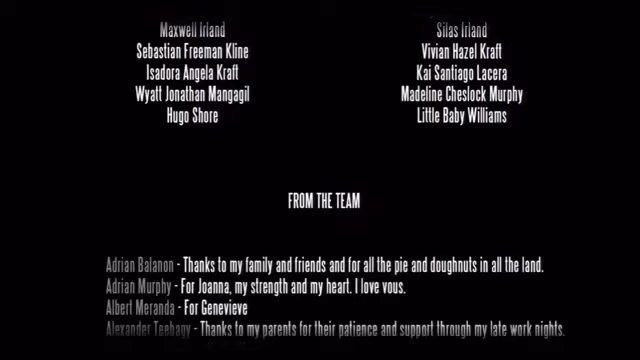 Maxwell Irland Silas Irland
Sebastian Freeman Kline Vivian Hazel Kraft
Isadora Angela Kraft Kai Santiago Lacera
Wyatt Jonathan Mangagil Madeline Cheslock Murphy
Hugo Shore Little Baby Williams
FROM THE TEAM
Adrian Balanon - Thanks to my family and friends and for all the pie and doughnuts in all the land.
Adrian Murphy - For Joanna, my strength and my heart. I love vous.
Albert Meranda - For Genevieve
Alexander Teebagy - Thanks to my parents for their patience and support through my late work nights.